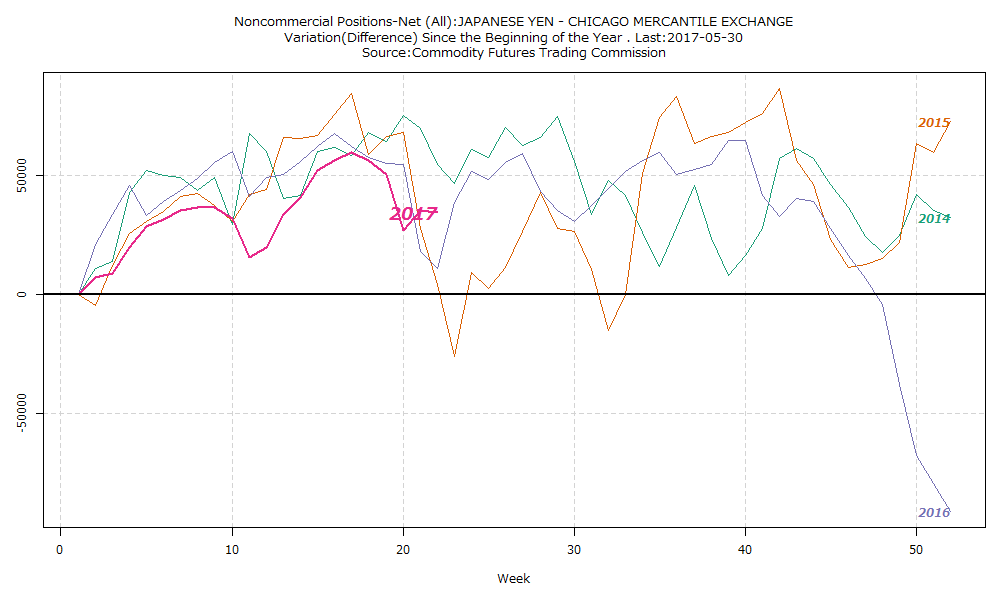 Noncommercial Positions-Net (All):JAPANESE YEN - CHICAGO MERCANTILE EXCHANGE
Variation(Difference) Since the Beginning of the Year . Last:2017-05-30
Source:Commodity Futures Trading Commission
50000
0
-50000
2015
2017
2014
2016
0 10 20 30 40 50
Week